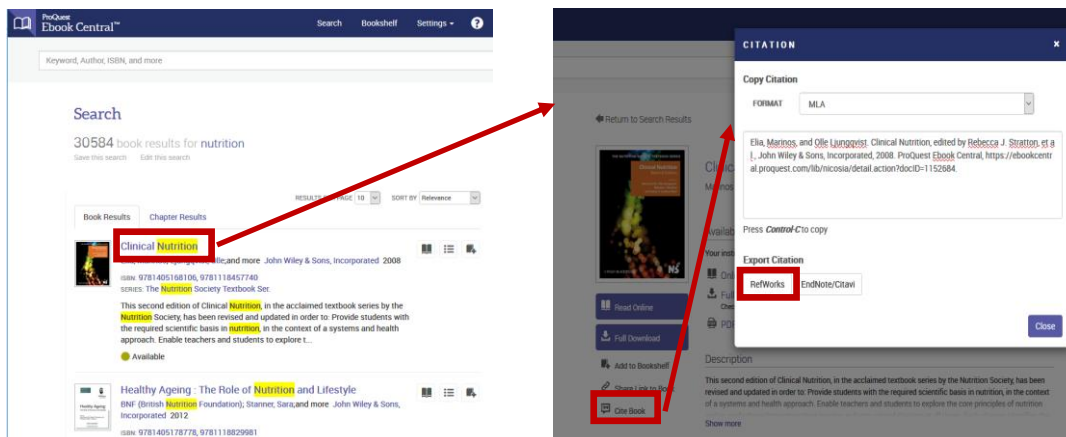 ProQuest
Ebook Central™
Search Bookshelf Settings ?
Keyword, Author, ISBN, and more
Search
30584 book results for nutrition
Save this search Edit this search
RESULTS PAGE 10 SORT BY Relevance
Book Results Chapter Results
Clinical Nutrition
and more John Wiley & Sons, Incorporated 2008
ISBN: 9781405168106, 9781118457740
SERIES: The Nutrition Society Textbook Ser.
This second edition of Clinical Nutrition, in the acclaimed textbook series by the
Nutrition Society, has been revised and updated in order to: Provide students with
the required scientific basis in nutrition, in the context of a systems and health
approach. Enable teachers and students to explore t...
Available
Healthy Ageing : The Role of Nutrition and Lifestyle
BNF (British Nutrition Foundation); Stanner, Sara;and more John Wiley & Sons,
Incorporated 2012
ISBN: 9781405178778, 9781118829981
Return to Search Results
Clinical Nutrition
Read Online
Full Download
Add to Bookshelf
Share Link to Book
Cite Book
Description
This second edition of Clinical Nutrition, in the acclaimed textbook series by the Nutrition Society, has been
revised and updated in order to: Provide students with the required scientific basis in nutrition, in the context
of a systems and health approach. Enable teachers and students to explore the core principles of nutrition
Show more
CITATION x
Copy Citation
FORMAT MLA
Elia, Marinos, and Olle Ljungqvist. Clinical Nutrition, edited by Rebecca J. Stratton, et a
l., John Wiley & Sons, Incorporated, 2008. ProQuest Ebook Central, https://ebookcentr
al.proquest.com/lib/nicosia/detail.action?docID=1152684.
Press Control-C to copy
Export Citation
RefWorks EndNote/Citavi
Close